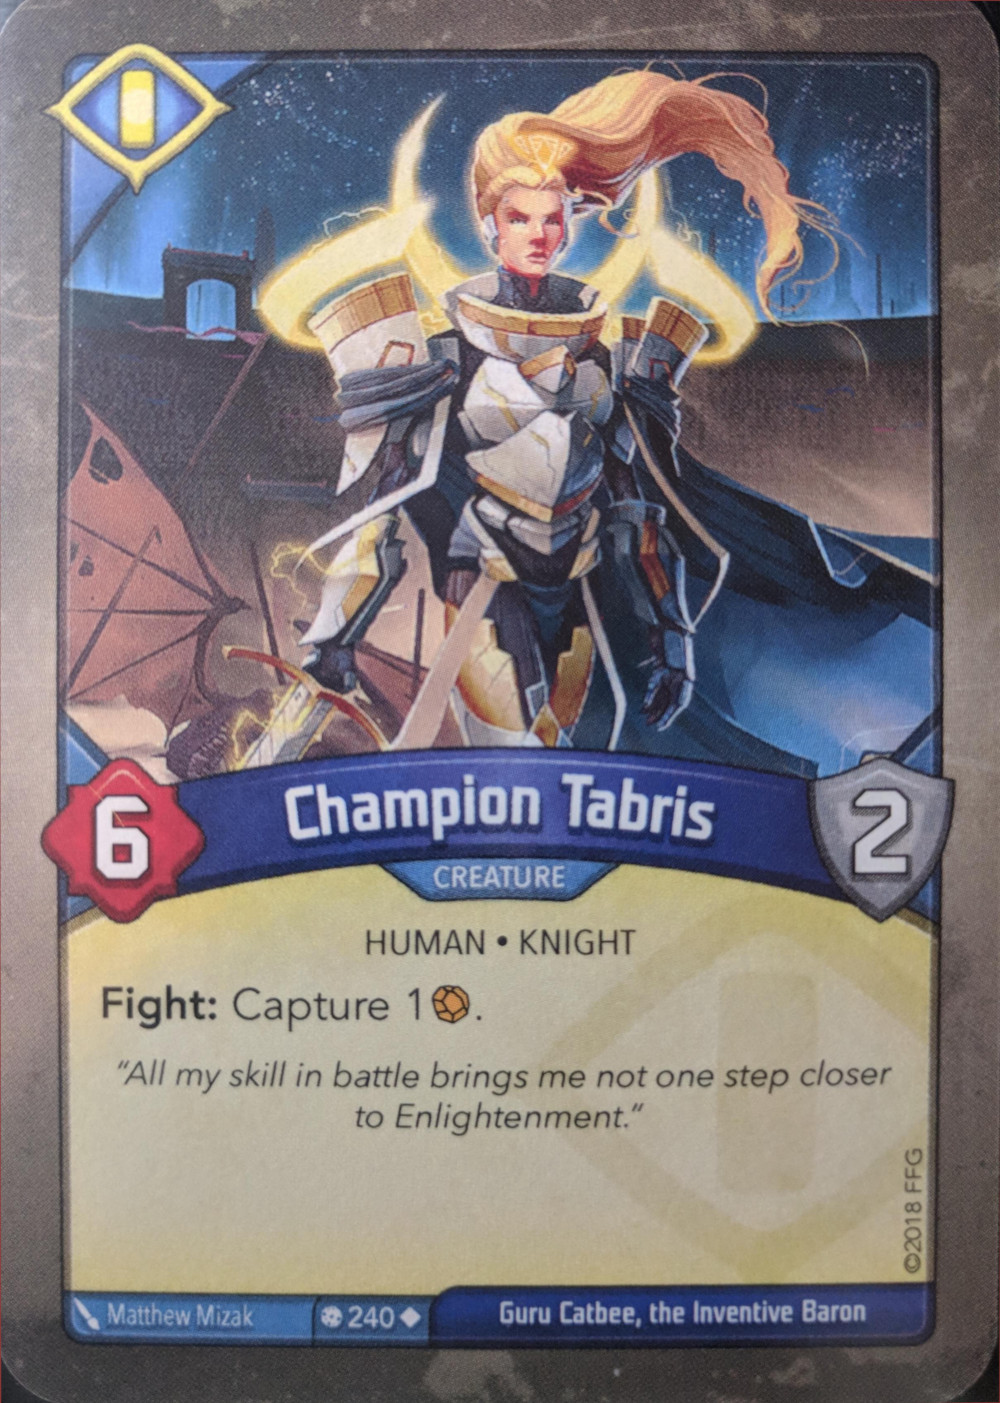 6
Champion Tabris
2
CREATURE
HUMAN • KNIGHT
Fight: Capture 1.
“All my skill in battle brings me not one step closer
to Enlightenment.”
©2018 FFG
Matthew Mizak
240
Guru Catbee, the Inventive Baron